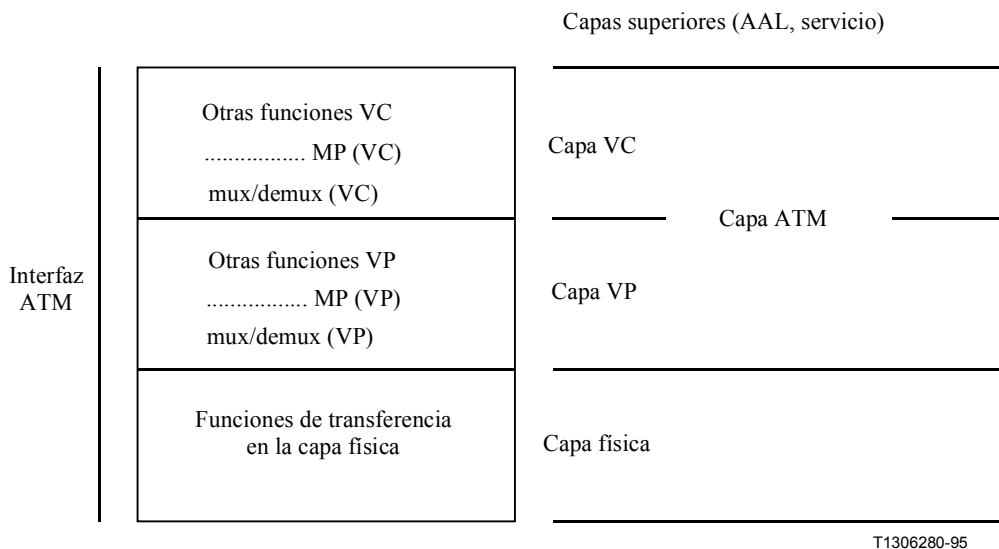 Capas superiores (AAL, servicio)
Otras funciones VC
................. MP (VC)
mux/demux (VC)
Capa VC
Capa ATM
Interfaz
ATM
Otras funciones VP
................. MP (VP)
mux/demux (VP)
Capa VP
Funciones de transferencia
en la capa física
Capa física
T1306280-95